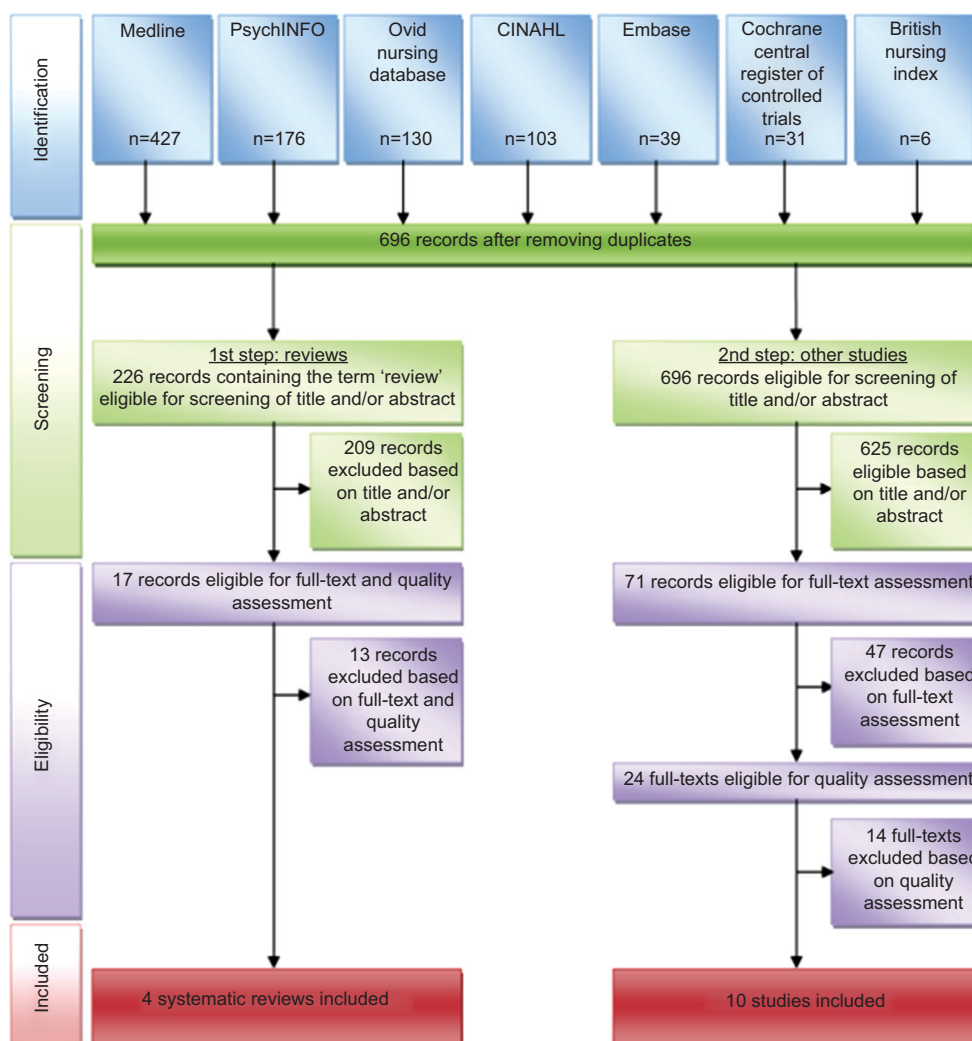 Identification
Medline
n=427
PsychINFO
n=176
Ovid
nursing
database
n=130
CINAHL
n=103
Embase
n=39
Cochrane
central
register of
controlled
trials
n=31
British
nursing
index
n=6
Screening
696 records after removing duplicates
1st step: reviews
226 records containing the term ‘review’
eligible for screening of title and/or abstract
2nd step: other studies
696 records eligible for screening of
title and/or abstract
209 records
excluded based
on title and/or
abstract
625 records
eligible based
on title and/or
abstract
Eligibility
17 records eligible for full-text and quality
assessment
71 records eligible for full-text assessment
13 records
excluded based
on full-text and
quality
assessment
47 records
excluded based
on full-text
assessment
24 full-texts eligible for quality assessment
14 full-texts
excluded based
on quality
assessment
Included
4 systematic reviews included
10 studies included